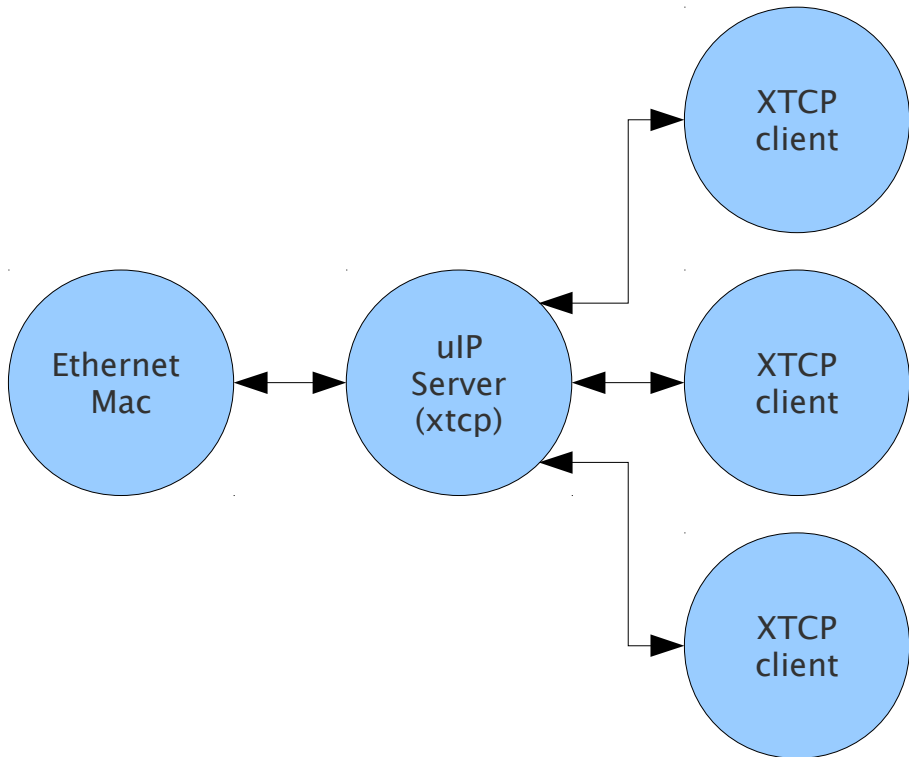 XTCP
client
Ethernet
Mac
uIP
Server
(xtcp)
XTCP
client
XTCP
client